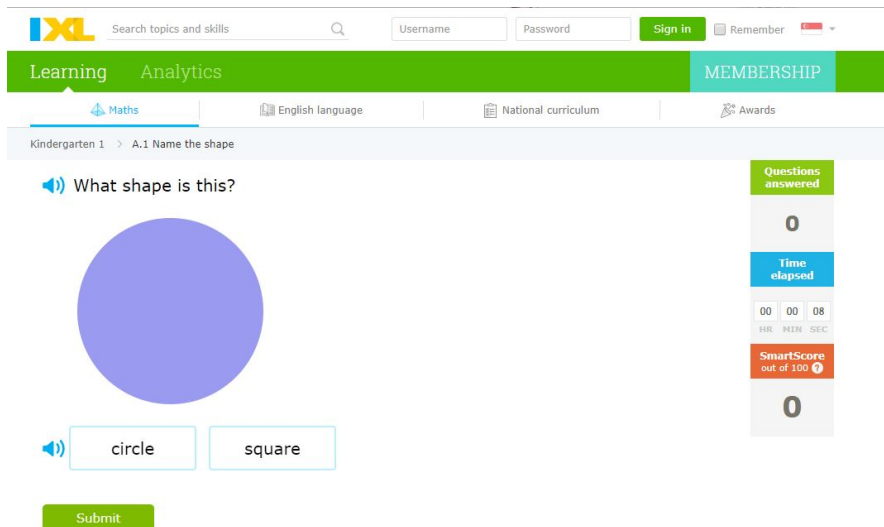 IXL Search topics and skills Username Password Sign in Remember
Learning Analytics MEMBERSHIP
Maths English language National curriculum Awards
Kindergarten 1 > A.1 Name the shape
What shape is this?
Questions
answered
0
Time
elapsed
00 00 08
HR MIN SEC
SmartScore
out of 100 ?
0
circle square
Submit